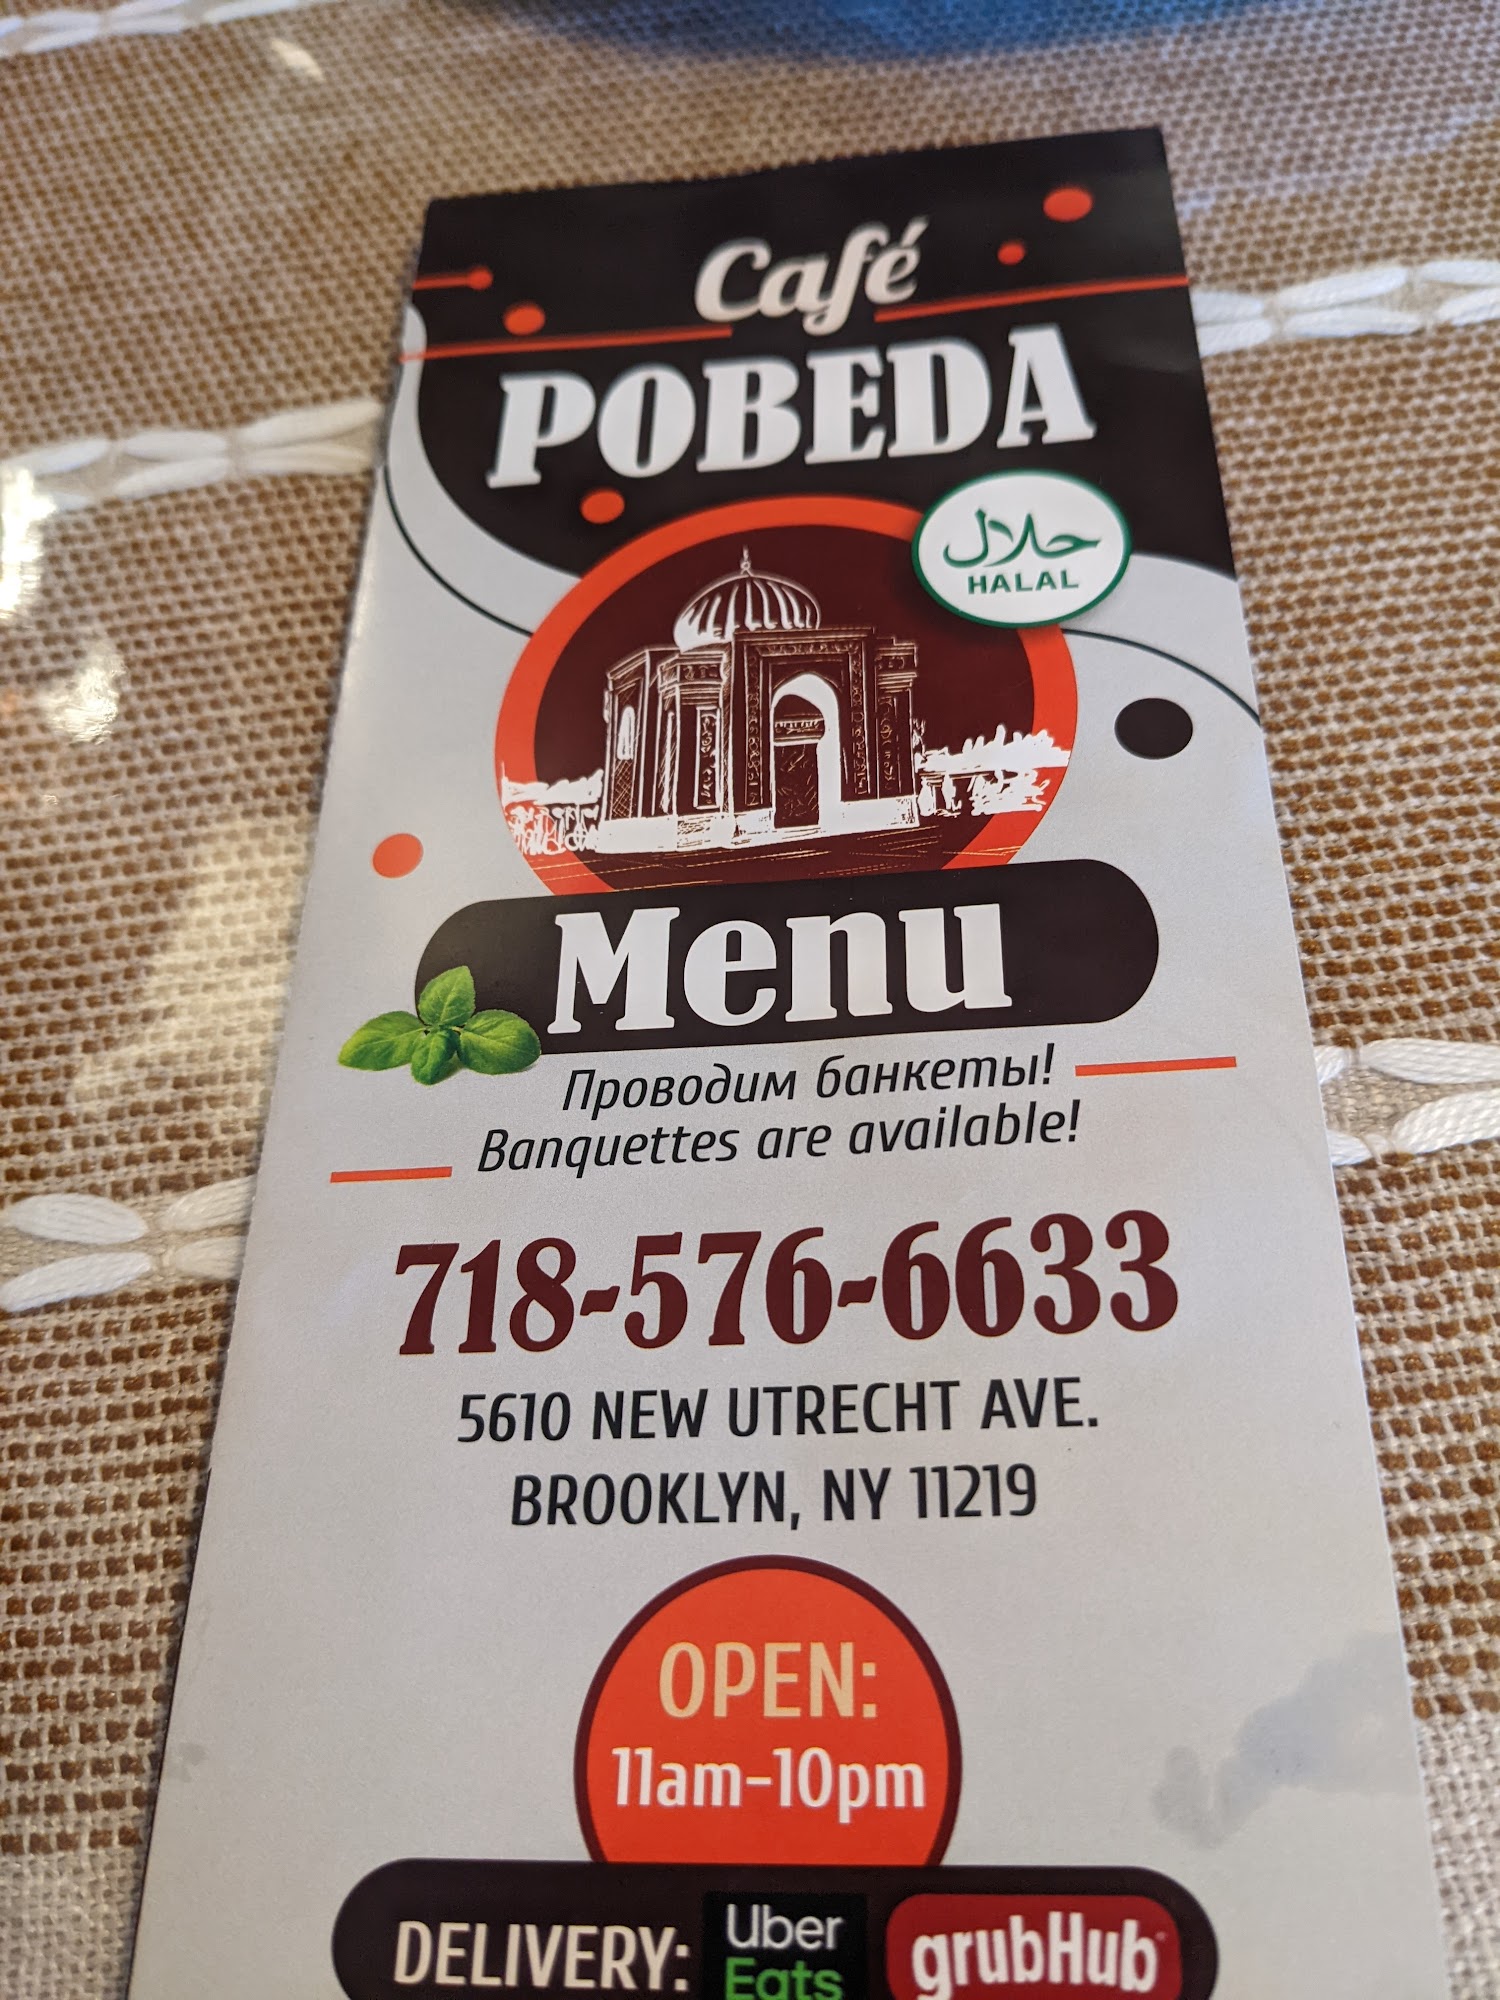 Café
POBEDA
حلال
HALAL
Menu
Проводим банкеты!
Banquettes are available!
718-576-6633
5610 NEW UTRECHT AVE.
BROOKLYN, NY 11219
OPEN:
11am-10pm
DELIVERY:
Uber
Eats
grubHub